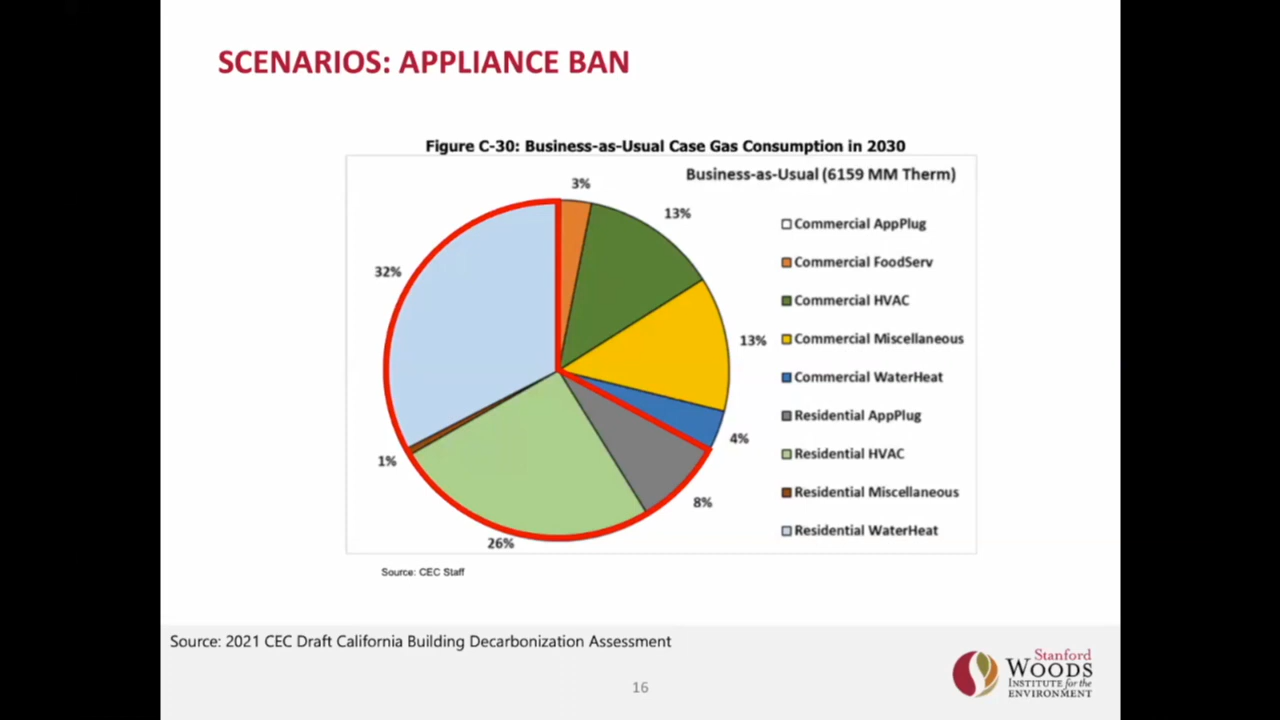 SCENARIOS: APPLIANCE BAN
Figure C-30: Business-as-Usual Case Gas Consumption in 2030
Business-as-Usual (6159 MM Therm)
3%
13%
13%
4%
8%
26%
1%
32%
Commercial AppPlug
Commercial FoodServ
Commercial HVAC
Commercial Miscellaneous
Commercial WaterHeat
Residential AppPlug
Residential HVAC
Residential Miscellaneous
Residential WaterHeat
Source: CEC Staff
Source: 2021 CEC Draft California Building Decarbonization Assessment
16
Stanford
WOODS
INSTITUTE for the
ENVIRONMENT